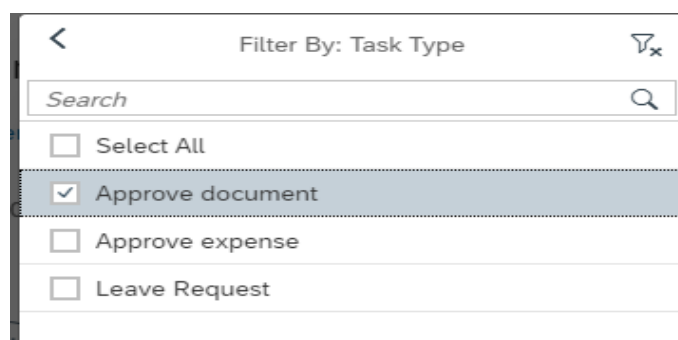 Filter By: Task Type
Search
Select All
Approve document
Approve expense
Leave Request